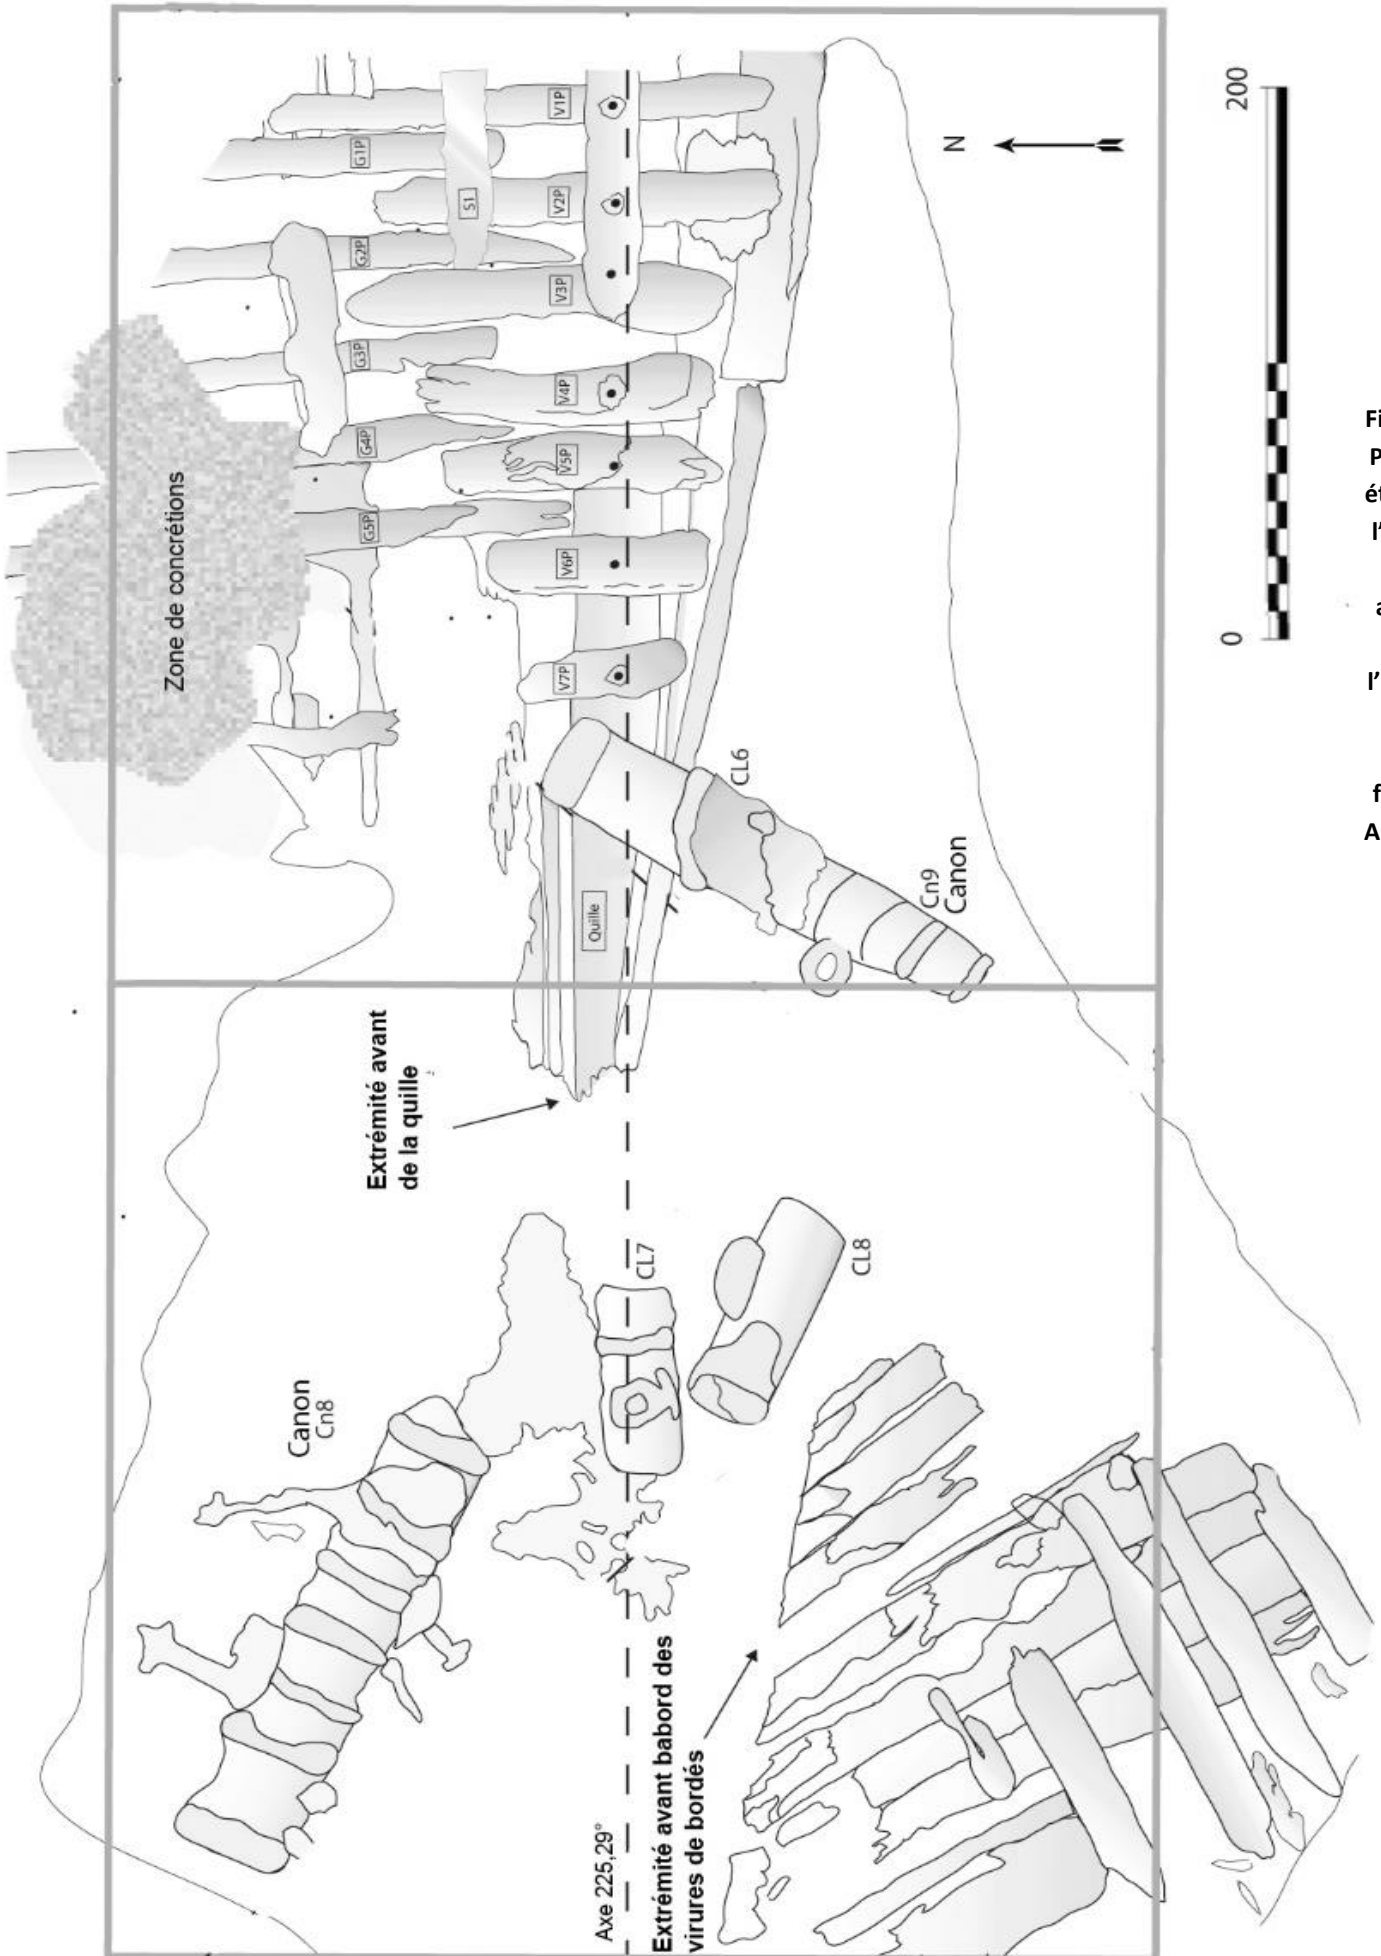 Zone de concrétions
G1P
G2P
G3P
G4P
G5P
S1
V1P
V2P
V3P
V4P
V5P
V6P
V7P
N
200
0
CL6
Cn9
Canon
Quille
Extrémité avant
de la quille
CL7
CL8
Canon
Cn8
Axe 225,29°
Extrémité avant babord des
virures de bordés
Fi
P
ét
l'
a
l'
f
A